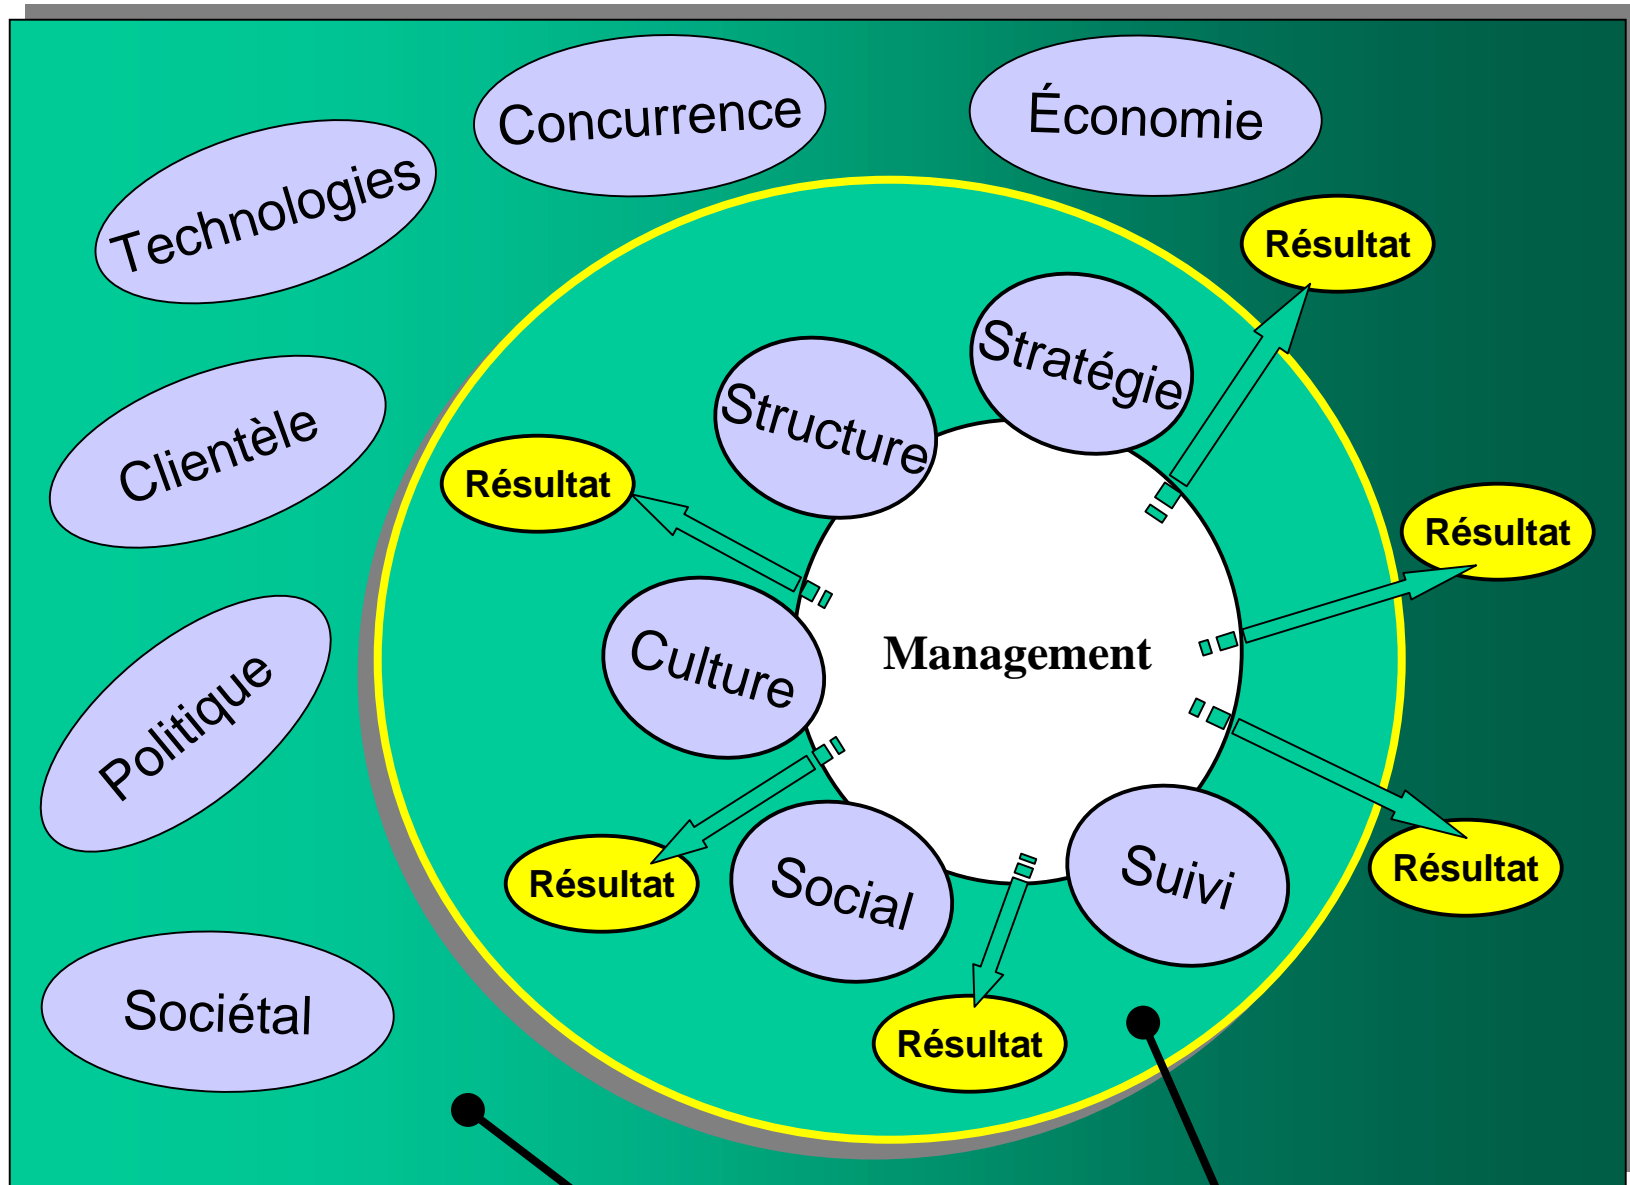 Concurrence
Économie
Technologies
Résultat
Stratégie
Structure
Clientèle
Résultat
Résultat
Management
Culture
Politique
Résultat
Résultat
Social
Suivi
Sociétal
Résultat